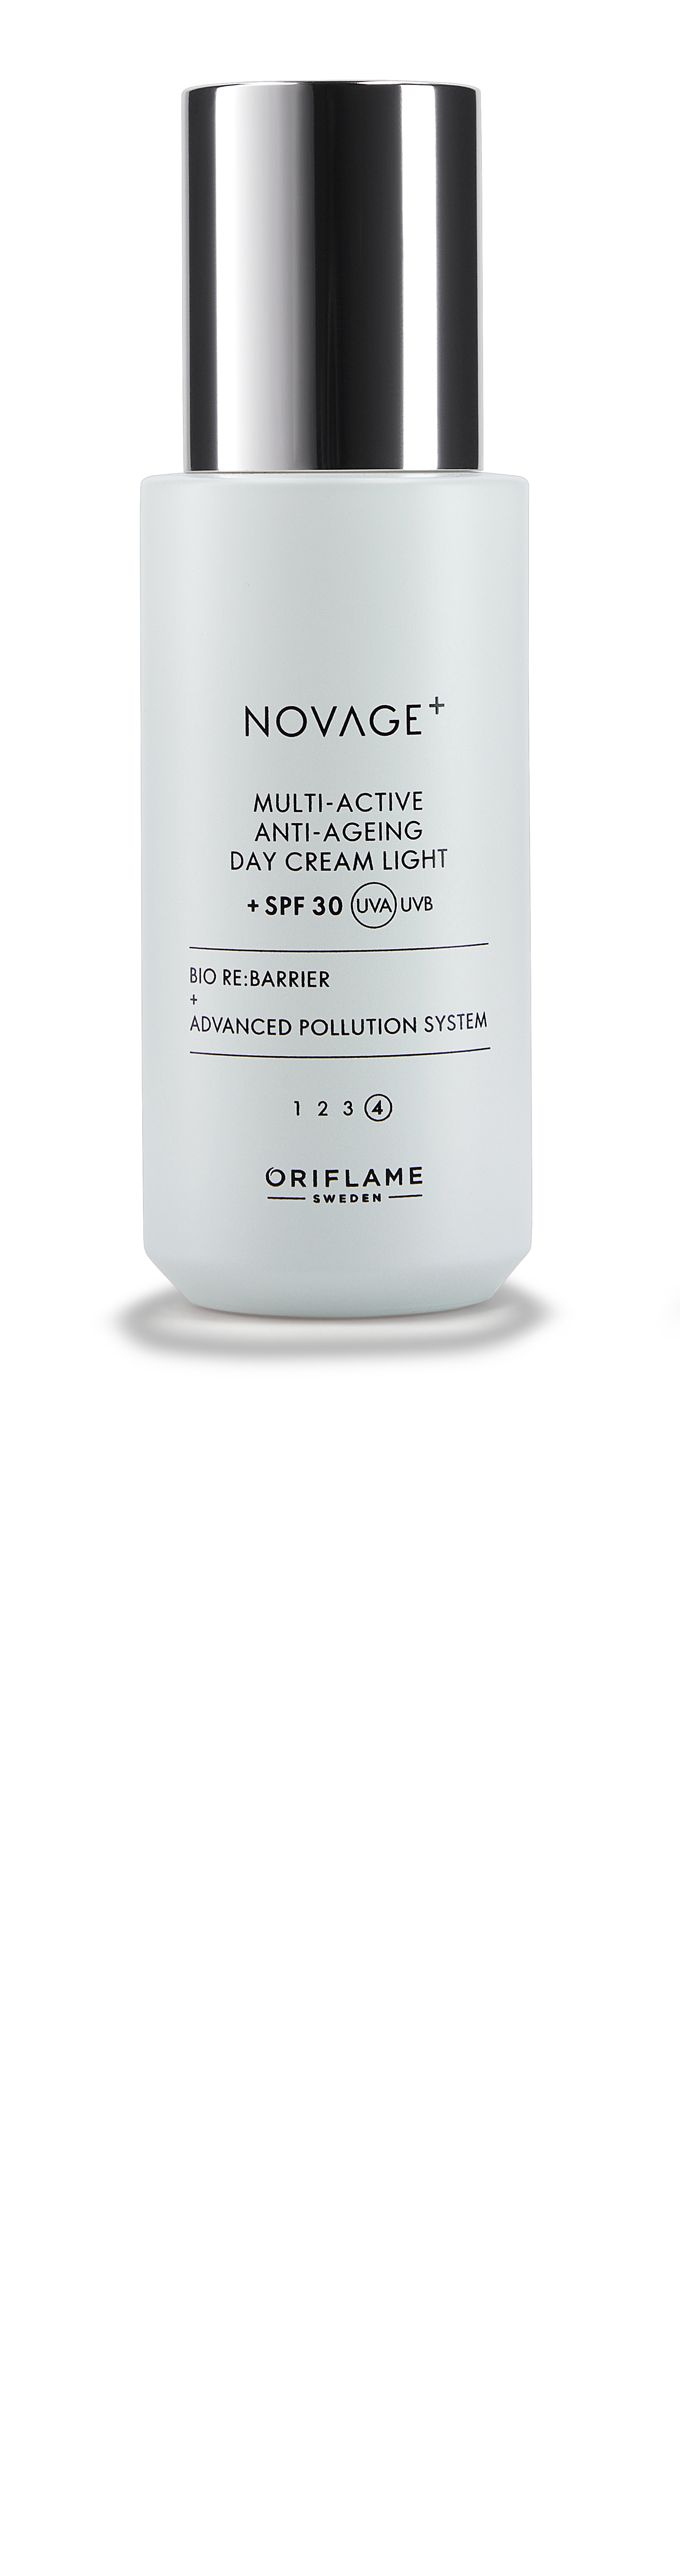 NOVAGE+
MULTI-ACTIVE
ANTI-AGEING
DAY CREAM LIGHT
+ SPF 30 UVA UVB
BIO RE:BARRIER
+
ADVANCED POLLUTION SYSTEM
1 2 3 4
ORIFLAME
SWEDEN